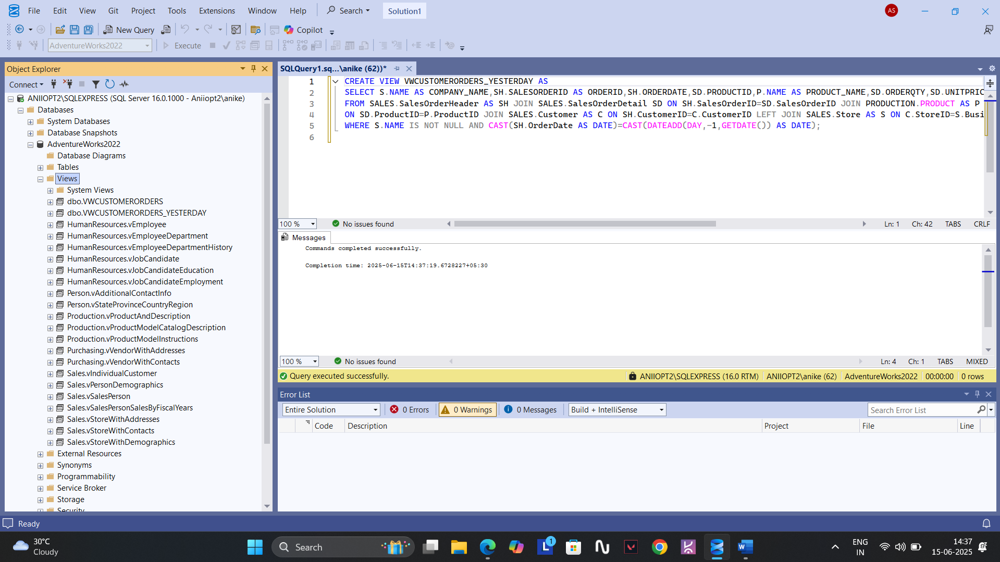 File Edit View Git Project Tools Extensions Window Help Search Solution1 AS
New Query Copilot
AdventureWorks2022 Execute
Object Explorer
Connect
ANIIOPT2\SQLEXPRESS (SQL Server 16.0.1000 - Aniiopt2\anike)
Databases
System Databases
Database Snapshots
AdventureWorks2022
Database Diagrams
Tables
Views
System Views
dbo.VWCUSTOMERORDERS
dbo.VWCUSTOMERORDERS_YESTERDAY
HumanResources.vEmployee
HumanResources.vEmployeeDepartment
HumanResources.vEmployeeDepartmentHistory
HumanResources.vJobCandidate
HumanResources.vJobCandidateEducation
HumanResources.vJobCandidateEmployment
Person.vAdditionalContactInfo
Person.vStateProvinceCountryRegion
Production.vProductAndDescription
Production.vProductModelCatalogDescription
Production.vProductModelInstructions
Purchasing.vVendorWithAddresses
Purchasing.vVendorWithContacts
Sales.vIndividualCustomer
Sales.vPersonDemographics
Sales.vSalesPerson
Sales.vSalesPersonSalesByFiscalYears
Sales.vStoreWithAddresses
Sales.vStoreWithContacts
Sales.vStoreWithDemographics
External Resources
Synonyms
Programmability
Service Broker
Storage
Security
SQLQuery1.sq...\anike (62))*
1 CREATE VIEW VWCUSTOMERORDERS_YESTERDAY AS
2 SELECT S.NAME AS COMPANY_NAME,SH.SALESORDERID AS ORDERID,SH.ORDERDATE,SD.PRODUCTID,P.NAME AS PRODUCT_NAME,SD.ORDERQTY,SD.UNITPRIC
3 FROM SALES.SalesOrderHeader AS SH JOIN SALES.SalesOrderDetail SD ON SH.SalesOrderID=SD.SalesOrderID JOIN PRODUCTION.PRODUCT AS P
4 ON SD.ProductID=P.ProductID JOIN SALES.Customer AS C ON SH.CustomerID=C.CustomerID LEFT JOIN SALES.Store AS S ON C.StoreID=S.Busi
5 WHERE S.NAME IS NOT NULL AND CAST(SH.OrderDate AS DATE)=CAST(DATEADD(DAY,-1,GETDATE()) AS DATE);
6
100 % No issues found Ln: 1 Ch: 42 TABS CRLF
Messages
Commands completed successfully.
Completion time: 2025-06-15T14:37:19.6728227+05:30
100 % No issues found Ln: 4 Ch: 1 TABS MIXED
Query executed successfully. ANIIOPT2\SQLEXPRESS (16.0 RTM) ANIIOPT2\anike (62) AdventureWorks2022 00:00:00 0 rows
Error List
Entire Solution 0 Errors 0 Warnings 0 Messages Build + IntelliSense Search Error List
Code Description Project File Line
Ready
30°C
Cloudy
Search
1
ENG
IN
14:37
15-06-2025